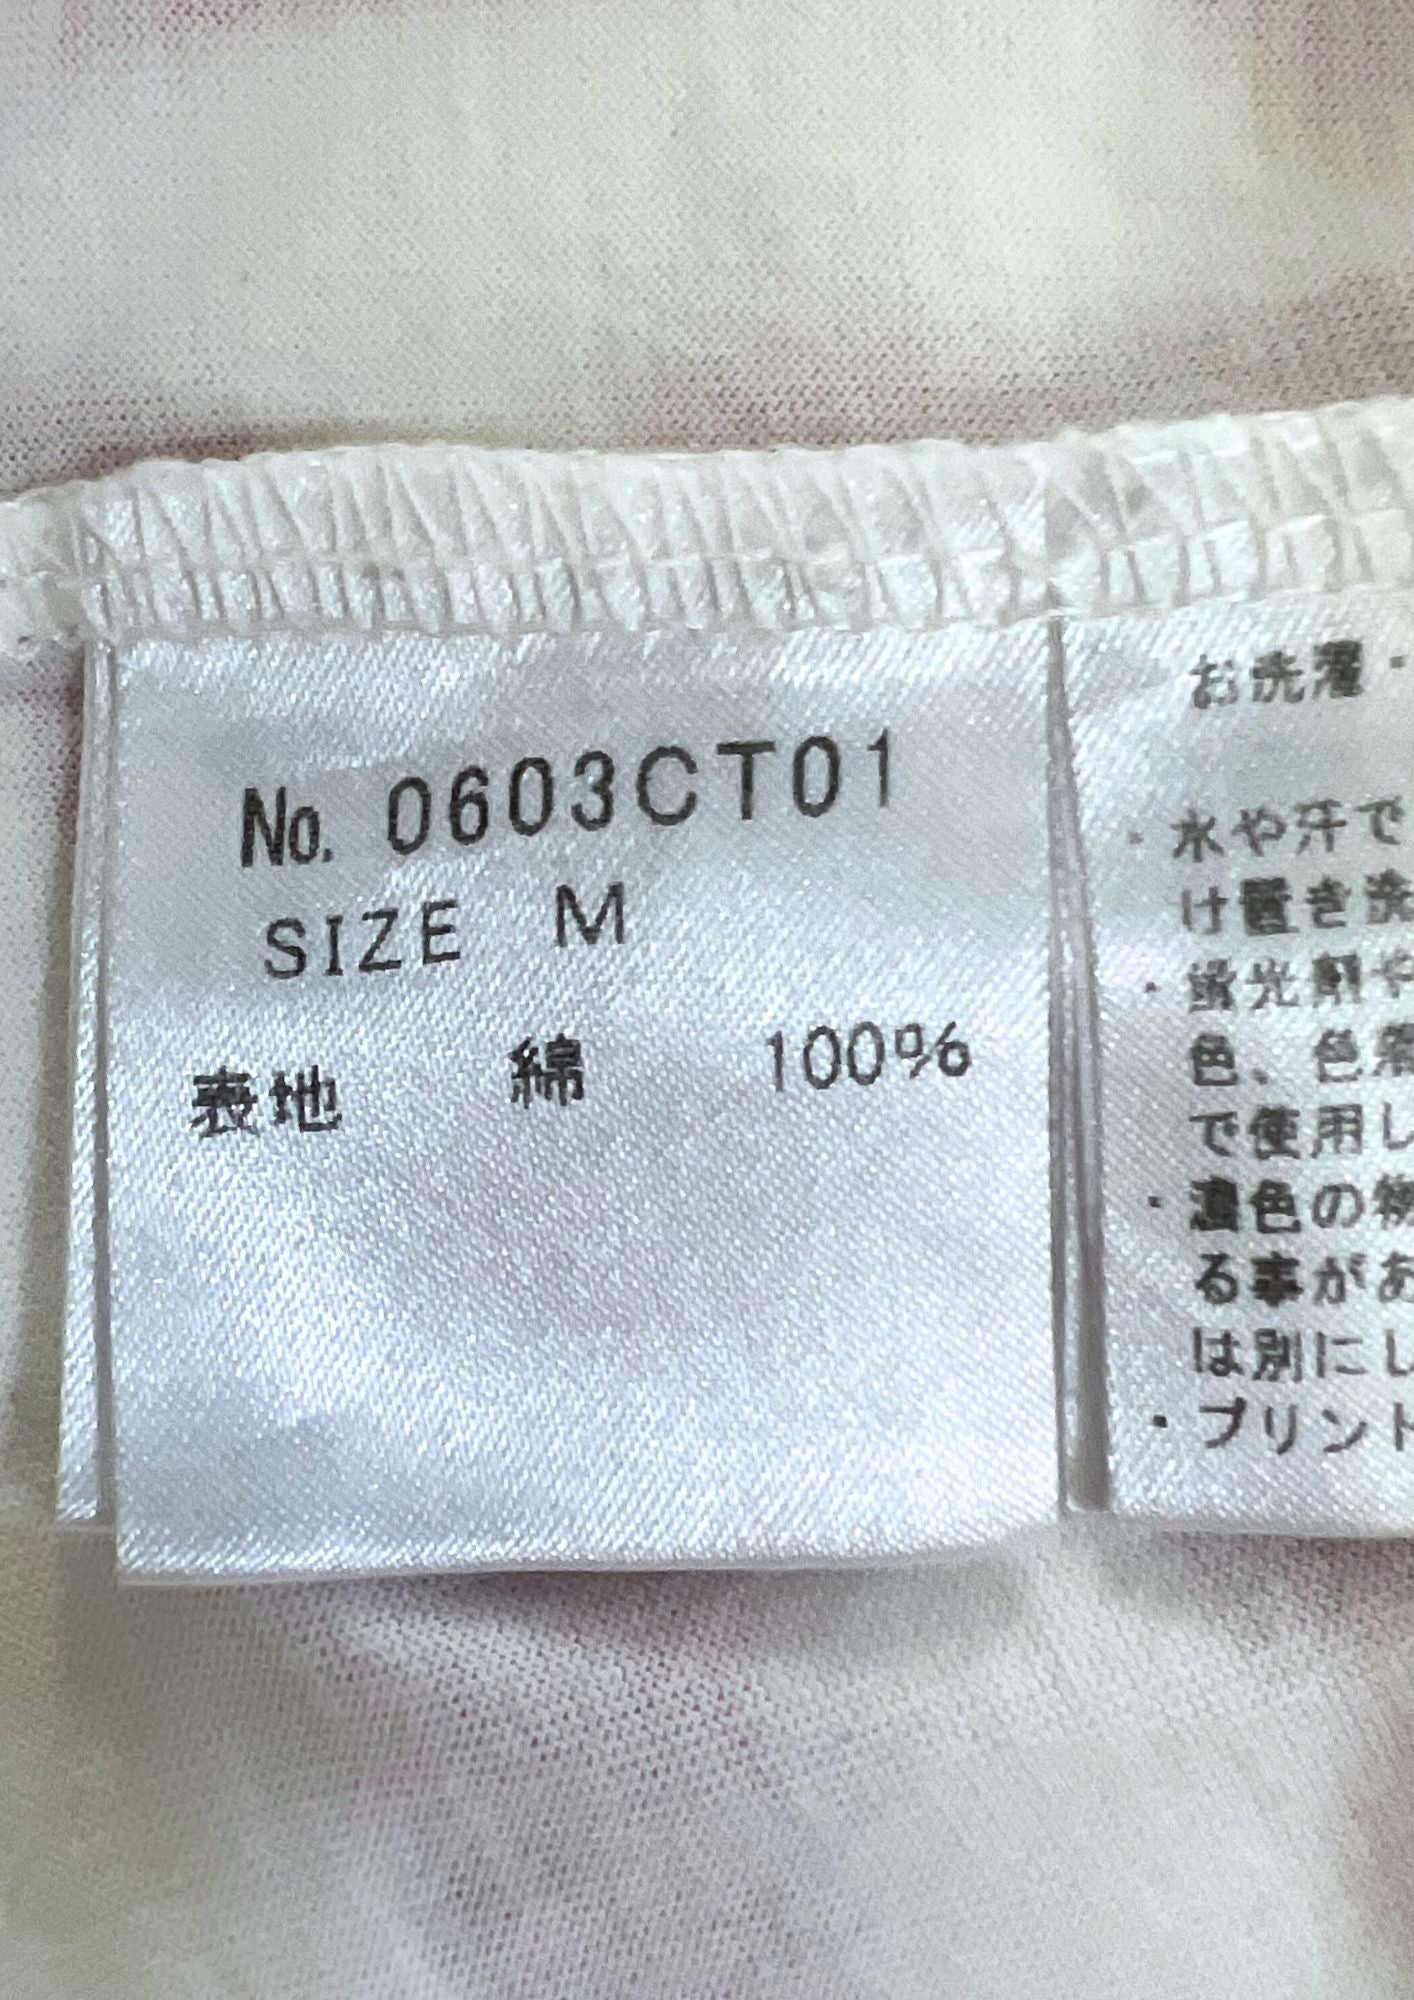 No. 0603CT01
SIZE M
表地 綿 100%
お洗濯・
・水や汗で
け置き洗
・蛍光剤や
色、色落
で使用し
・濃色の物
る事があ
は別にし
・プリント